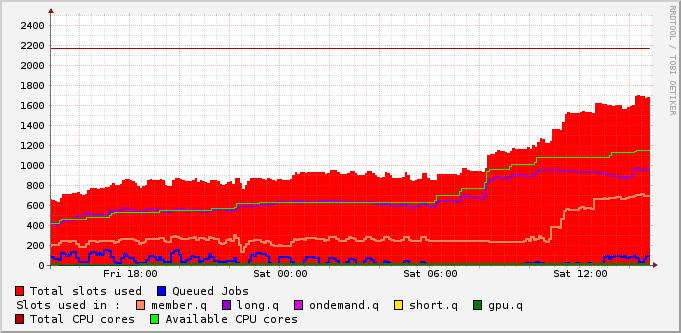 RRDTOOL / TOBI OETIKER
2400
2200
2000
1800
1600
1400
1200
1000
800
600
400
200
0
Fri 18:00 Sat 00:00 Sat 06:00 Sat 12:00
Total slots used Queued Jobs
Slots used in : member.q long.q ondemand.q short.q gpu.q
Total CPU cores Available CPU cores